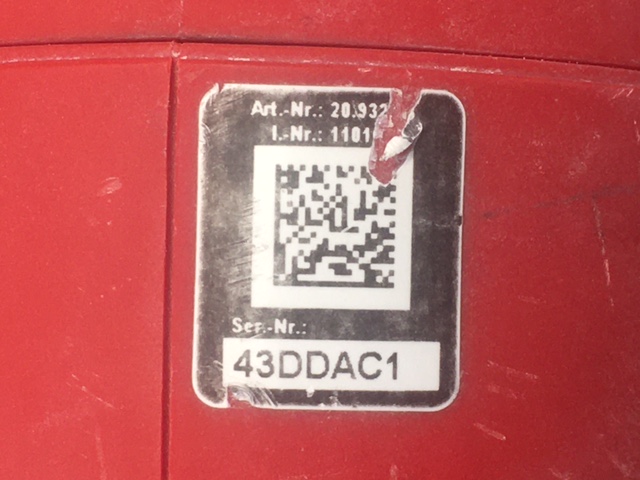 Art.-Nr.: 20.932
I.-Nr.: 1101
Ser.-Nr.:
43DDAC1